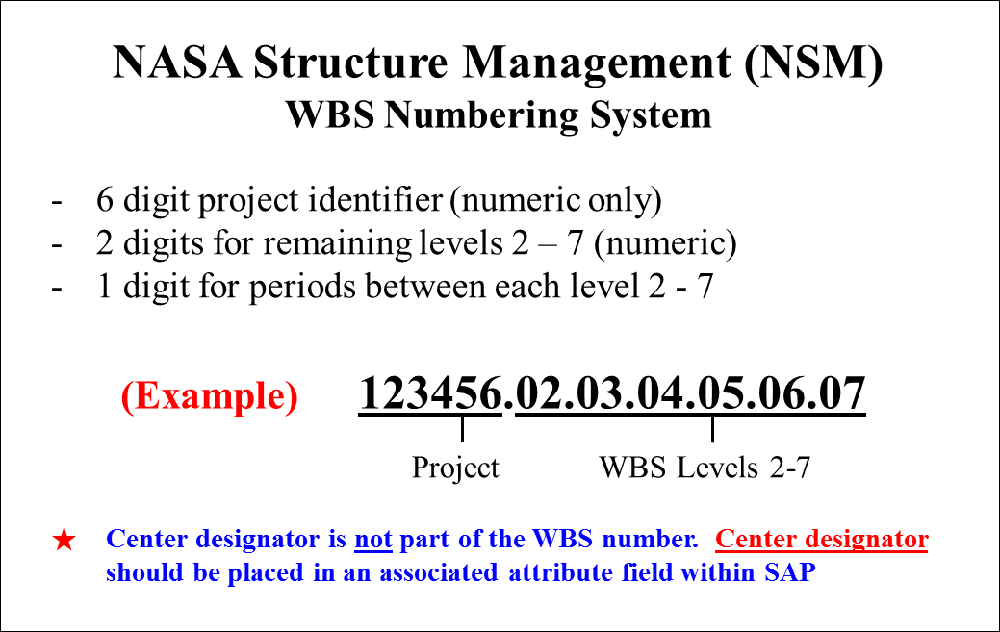 NASA Structure Management (NSM)
WBS Numbering System
- 6 digit project identifier (numeric only)
- 2 digits for remaining levels 2 – 7 (numeric)
- 1 digit for periods between each level 2 - 7
(Example) 123456.02.03.04.05.06.07
Project WBS Levels 2-7
★ Center designator is not part of the WBS number. Center designator
should be placed in an associated attribute field within SAP